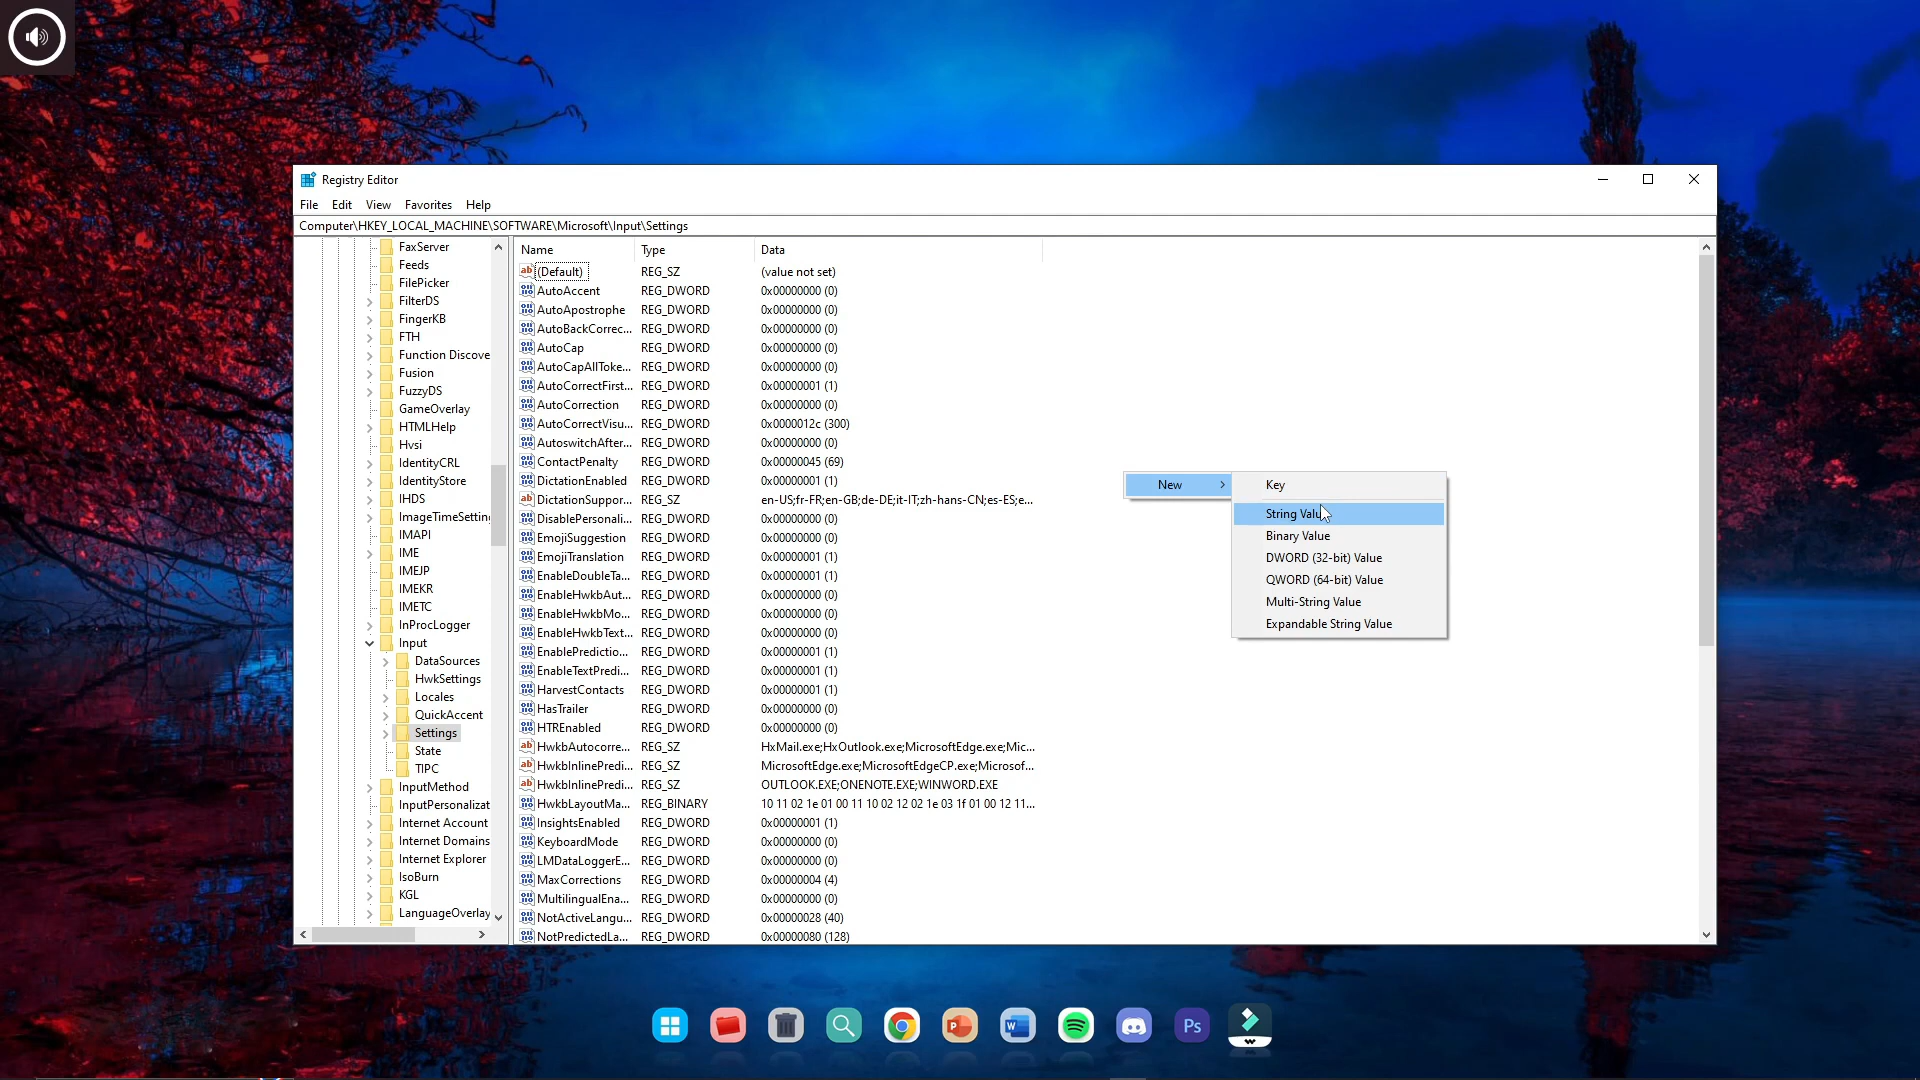 Registry Editor
File Edit View Favorites Help
Computer\HKEY_LOCAL_MACHINE\SOFTWARE\Microsoft\Input\Settings
FaxServer
Feeds
FilePicker
FilterDS
FingerKB
FTH
Function Discove
Fusion
FuzzyDS
GameOverlay
HTMLHelp
Hvsi
IdentityCRL
IdentityStore
IHDS
ImageTimeSetting
IMAPI
IME
IMEJP
IMEKR
IMETC
InProcLogger
Input
DataSources
HwkSettings
Locales
QuickAccent
Settings
State
TIPC
InputMethod
InputPersonalizat
Internet Account
Internet Domains
Internet Explorer
IsoBurn
KGL
LanguageOverlay
Name Type Data
(Default) REG_SZ (value not set)
AutoAccent REG_DWORD 0x00000000 (0)
AutoApostrophe REG_DWORD 0x00000000 (0)
AutoBackCorrec... REG_DWORD 0x00000000 (0)
AutoCap REG_DWORD 0x00000000 (0)
AutoCapAllToke... REG_DWORD 0x00000000 (0)
AutoCorrectFirst... REG_DWORD 0x00000001 (1)
AutoCorrection REG_DWORD 0x00000000 (0)
AutoCorrectVisu... REG_DWORD 0x0000012c (300)
AutoswitchAfter... REG_DWORD 0x00000000 (0)
ContactPenalty REG_DWORD 0x00000045 (69)
DictationEnabled REG_DWORD 0x00000001 (1)
DictationSuppor... REG_SZ en-US;fr-FR;en-GB;de-DE;it-IT;zh-hans-CN;es-ES;e...
DisablePersonali... REG_DWORD 0x00000000 (0)
EmojiSuggestion REG_DWORD 0x00000000 (0)
EmojiTranslation REG_DWORD 0x00000001 (1)
EnableDoubleTa... REG_DWORD 0x00000001 (1)
EnableHwkbAut... REG_DWORD 0x00000000 (0)
EnableHwkbMo... REG_DWORD 0x00000000 (0)
EnableHwkbText... REG_DWORD 0x00000000 (0)
EnablePredictio... REG_DWORD 0x00000001 (1)
EnableTextPredi... REG_DWORD 0x00000001 (1)
HarvestContacts REG_DWORD 0x00000001 (1)
HasTrailer REG_DWORD 0x00000000 (0)
HTREnabled REG_DWORD 0x00000000 (0)
HwkbAutocorre... REG_SZ HxMail.exe;HxOutlook.exe;MicrosoftEdge.exe;Mic...
HwkbInlinePredi... REG_SZ MicrosoftEdge.exe;MicrosoftEdgeCP.exe;Microsof...
HwkbInlinePredi... REG_SZ OUTLOOK.EXE;ONENOTE.EXE;WINWORD.EXE
HwkbLayoutMa... REG_BINARY 10 11 02 1e 01 00 11 10 02 12 02 1e 03 1f 01 00 12 11...
InsightsEnabled REG_DWORD 0x00000001 (1)
KeyboardMode REG_DWORD 0x00000000 (0)
LMDataLoggerE... REG_DWORD 0x00000000 (0)
MaxCorrections REG_DWORD 0x00000004 (4)
MultilingualEna... REG_DWORD 0x00000000 (0)
NotActiveLangu... REG_DWORD 0x00000028 (40)
NotPredictedLa... REG_DWORD 0x00000080 (128)
New
Key
String Valu
Binary Value
DWORD (32-bit) Value
QWORD (64-bit) Value
Multi-String Value
Expandable String Value
P W Ps